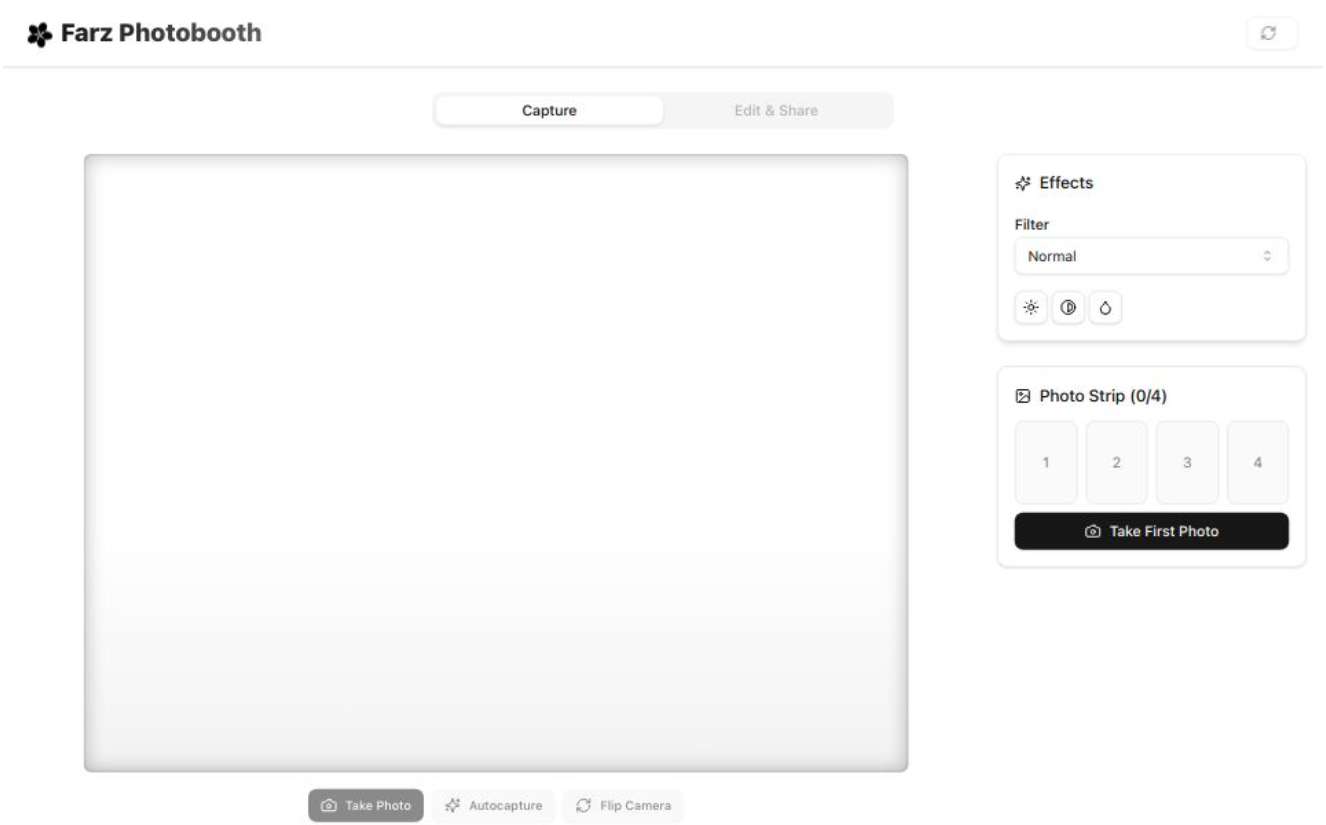 Farz Photobooth
Capture
Edit & Share
Effects
Filter
Normal
Photo Strip (0/4)
1 2 3 4
Take First Photo
Take Photo Autocapture Flip Camera